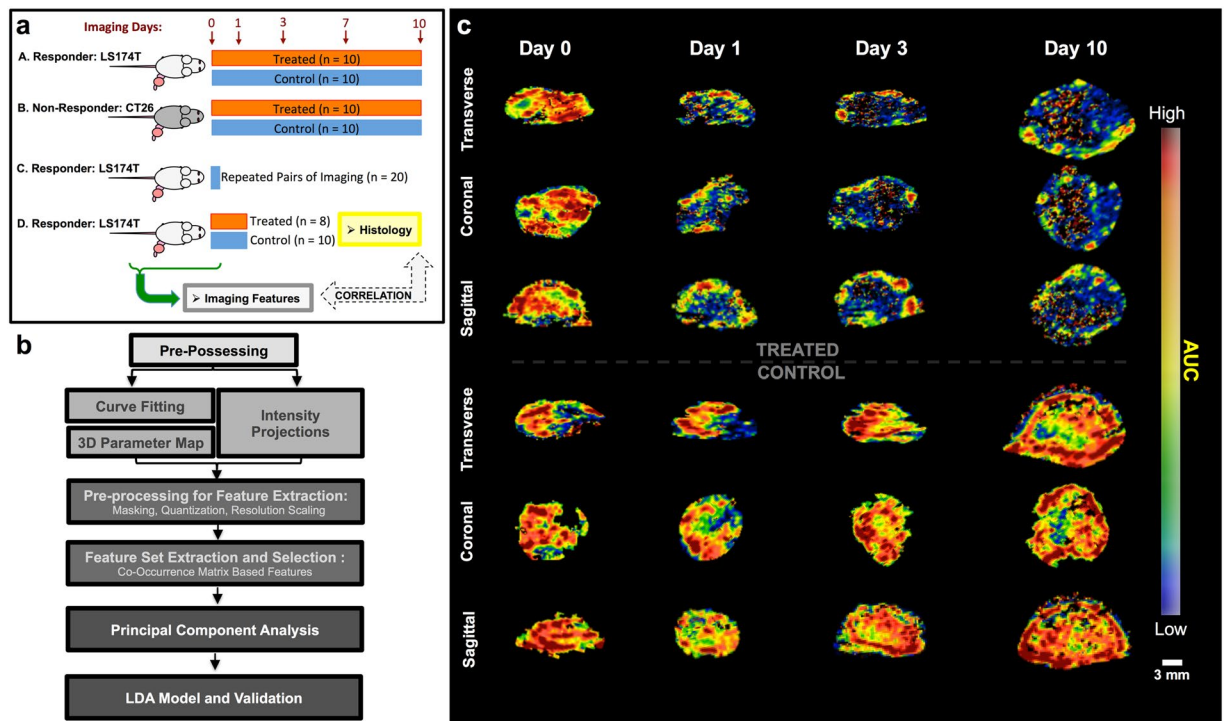 a
Imaging Days:
0 1 3 7 10
A. Responder: LS174T
Treated (n = 10)
Control (n = 10)
B. Non-Responder: CT26
Treated (n = 10)
Control (n = 10)
C. Responder: LS174T
Repeated Pairs of Imaging (n = 20)
D. Responder: LS174T
Treated (n = 8)
Control (n = 10)
➢ Histology
➢ Imaging Features
CORRELATION
b
Pre-Possessing
Curve Fitting
3D Parameter Map
Intensity
Projections
Pre-processing for Feature Extraction:
Masking, Quantization, Resolution Scaling
Feature Set Extraction and Selection :
Co-Occurrence Matrix Based Features
Principal Component Analysis
LDA Model and Validation
c
Day 0 Day 1 Day 3 Day 10
Transverse
Coronal
Sagittal
TREATED
CONTROL
Transverse
Coronal
Sagittal
High
AUC
Low
3 mm